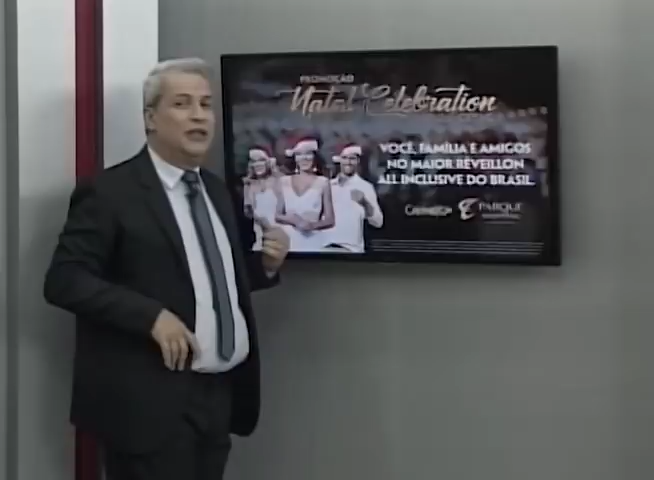 PROMOÇÃO
Natal Celebration
VOCÊ, FAMÍLIA E AMIGOS
NO MAIOR RÉVEILLON
ALL INCLUSIVE DO BRASIL.
PARQUE